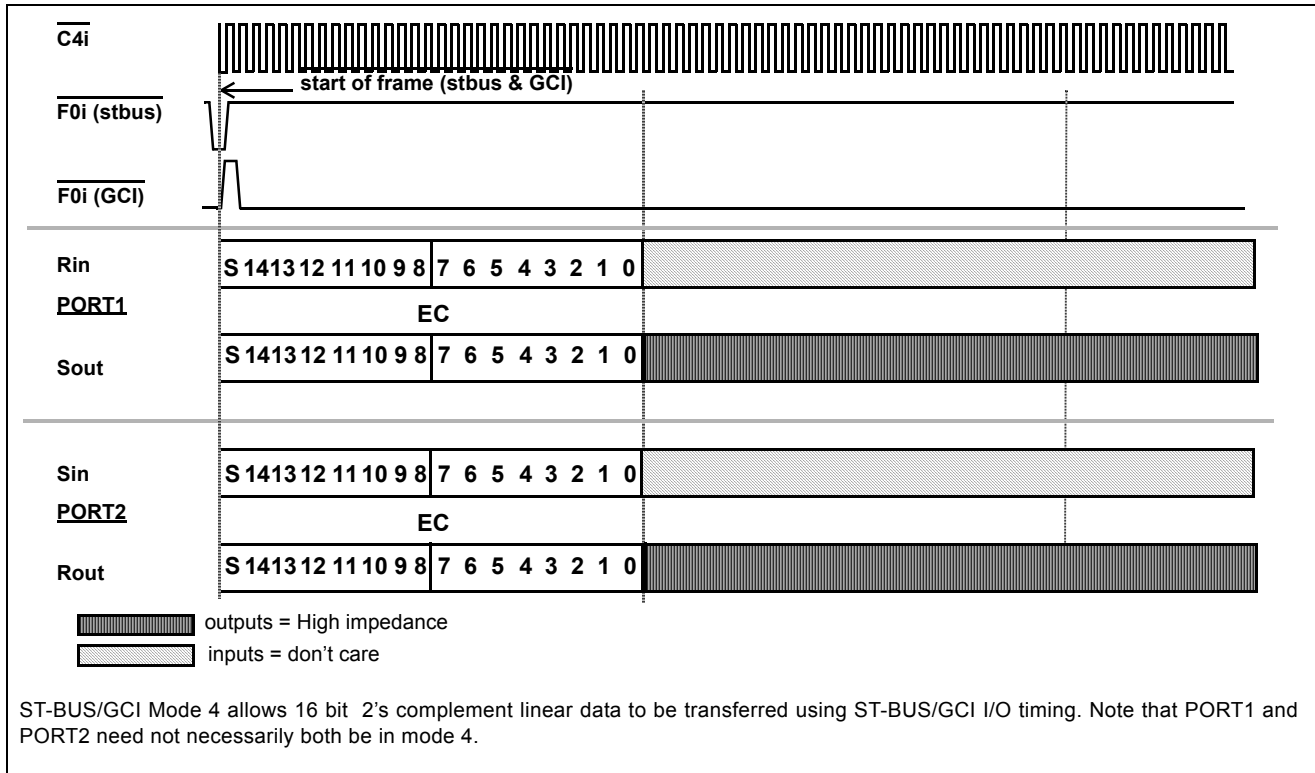 C4i
start of frame (stbus & GCI)
F0i (stbus)
F0i (GCI)
Rin
S 14 13 12 11 10 9 8 7 6 5 4 3 2 1 0
PORT1
EC
Sout
S 14 13 12 11 10 9 8 7 6 5 4 3 2 1 0
Sin
S 14 13 12 11 10 9 8 7 6 5 4 3 2 1 0
PORT2
EC
Rout
S 14 13 12 11 10 9 8 7 6 5 4 3 2 1 0
outputs = High impedance
inputs = don't care
ST-BUS/GCI Mode 4 allows 16 bit 2's complement linear data to be transferred using ST-BUS/GCI I/O timing. Note that PORT1 and
PORT2 need not necessarily both be in mode 4.